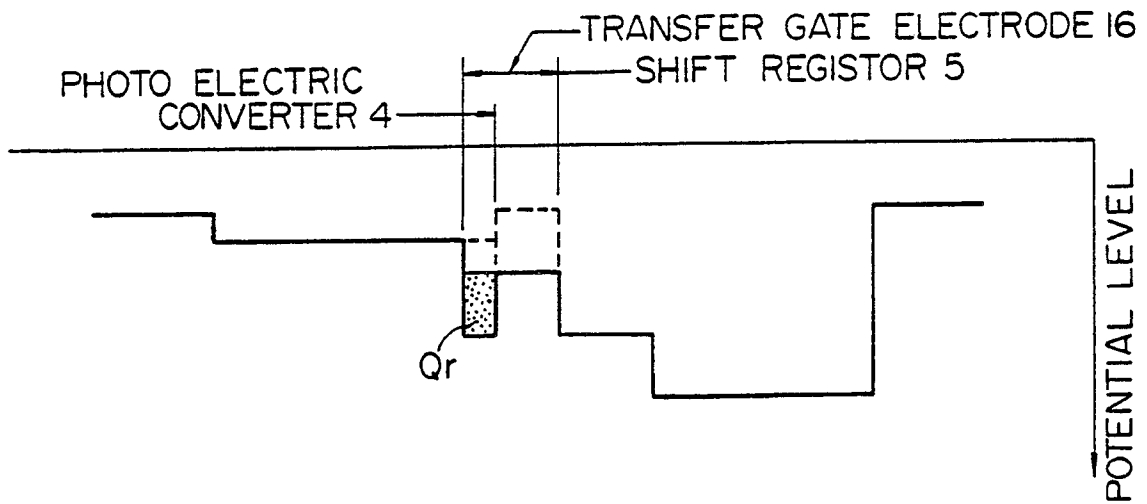 TRANSFER GATE ELECTRODE 16
SHIFT REGISTOR 5
PHOTO ELECTRIC
CONVERTER 4
POTENTIAL LEVEL
Qr